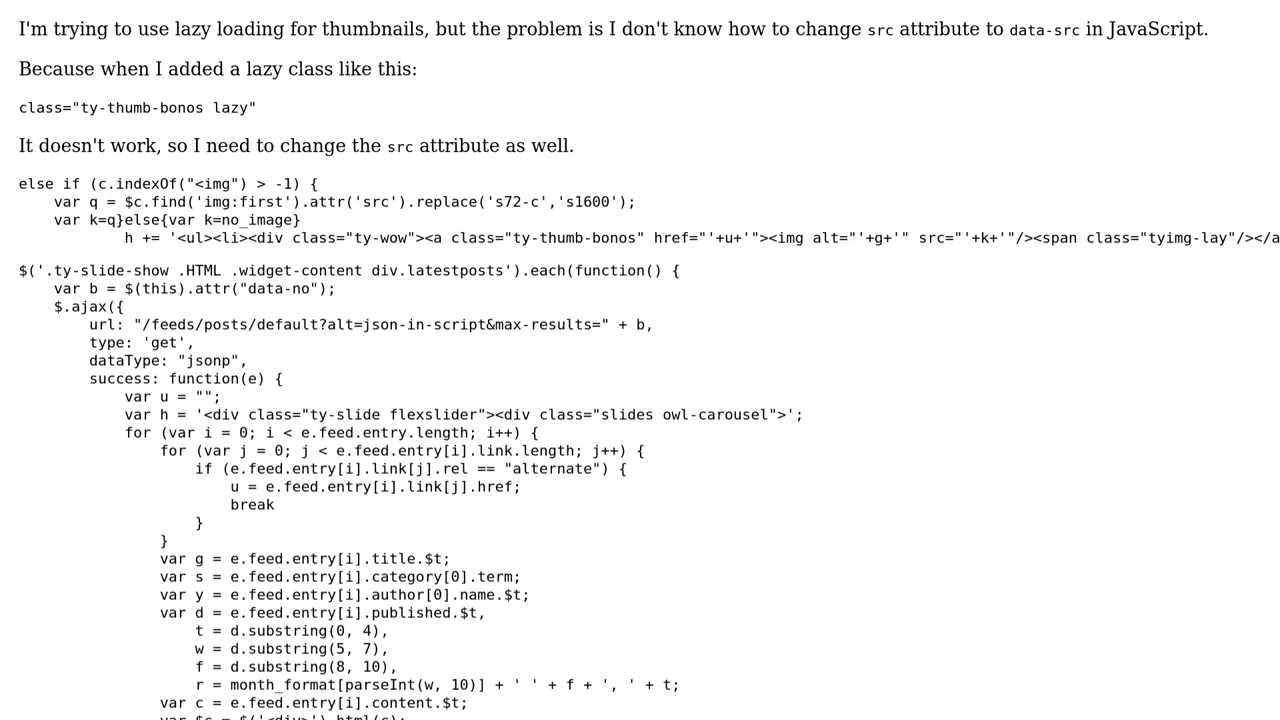 I'm trying to use lazy loading for thumbnails, but the problem is I don't know how to change src attribute to data-src in JavaScript.
Because when I added a lazy class like this:
class="ty-thumb-bonos lazy"
It doesn't work, so I need to change the src attribute as well.
else if (c.indexOf("<img") > -1) {
    var q = $c.find('img:first').attr('src').replace('s72-c','s1600');
    var k=q}else{var k=no_image}
            h += '<ul><li><div class="ty-wow"><a class="ty-thumb-bonos" href="'+u+'"><img alt="'+g+'" src="'+k+'"/><span class="tyimg-lay"/></a
$('.ty-slide-show .HTML .widget-content div.latestposts').each(function() {
    var b = $(this).attr("data-no");
    $.ajax({
        url: "/feeds/posts/default?alt=json-in-script&max-results=" + b,
        type: 'get',
        dataType: "jsonp",
        success: function(e) {
            var u = "";
            var h = '<div class="ty-slide flexslider"><div class="slides owl-carousel">';
            for (var i = 0; i < e.feed.entry.length; i++) {
                for (var j = 0; j < e.feed.entry[i].link.length; j++) {
                    if (e.feed.entry[i].link[j].rel == "alternate") {
                        u = e.feed.entry[i].link[j].href;
                        break
                    }
                }
                var g = e.feed.entry[i].title.$t;
                var s = e.feed.entry[i].category[0].term;
                var y = e.feed.entry[i].author[0].name.$t;
                var d = e.feed.entry[i].published.$t,
                    t = d.substring(0, 4),
                    w = d.substring(5, 7),
                    f = d.substring(8, 10),
                    r = month_format[parseInt(w, 10)] + ' ' + f + ', ' + t;
                var c = e.feed.entry[i].content.$t;
                var $c = $('<div>').html(c);